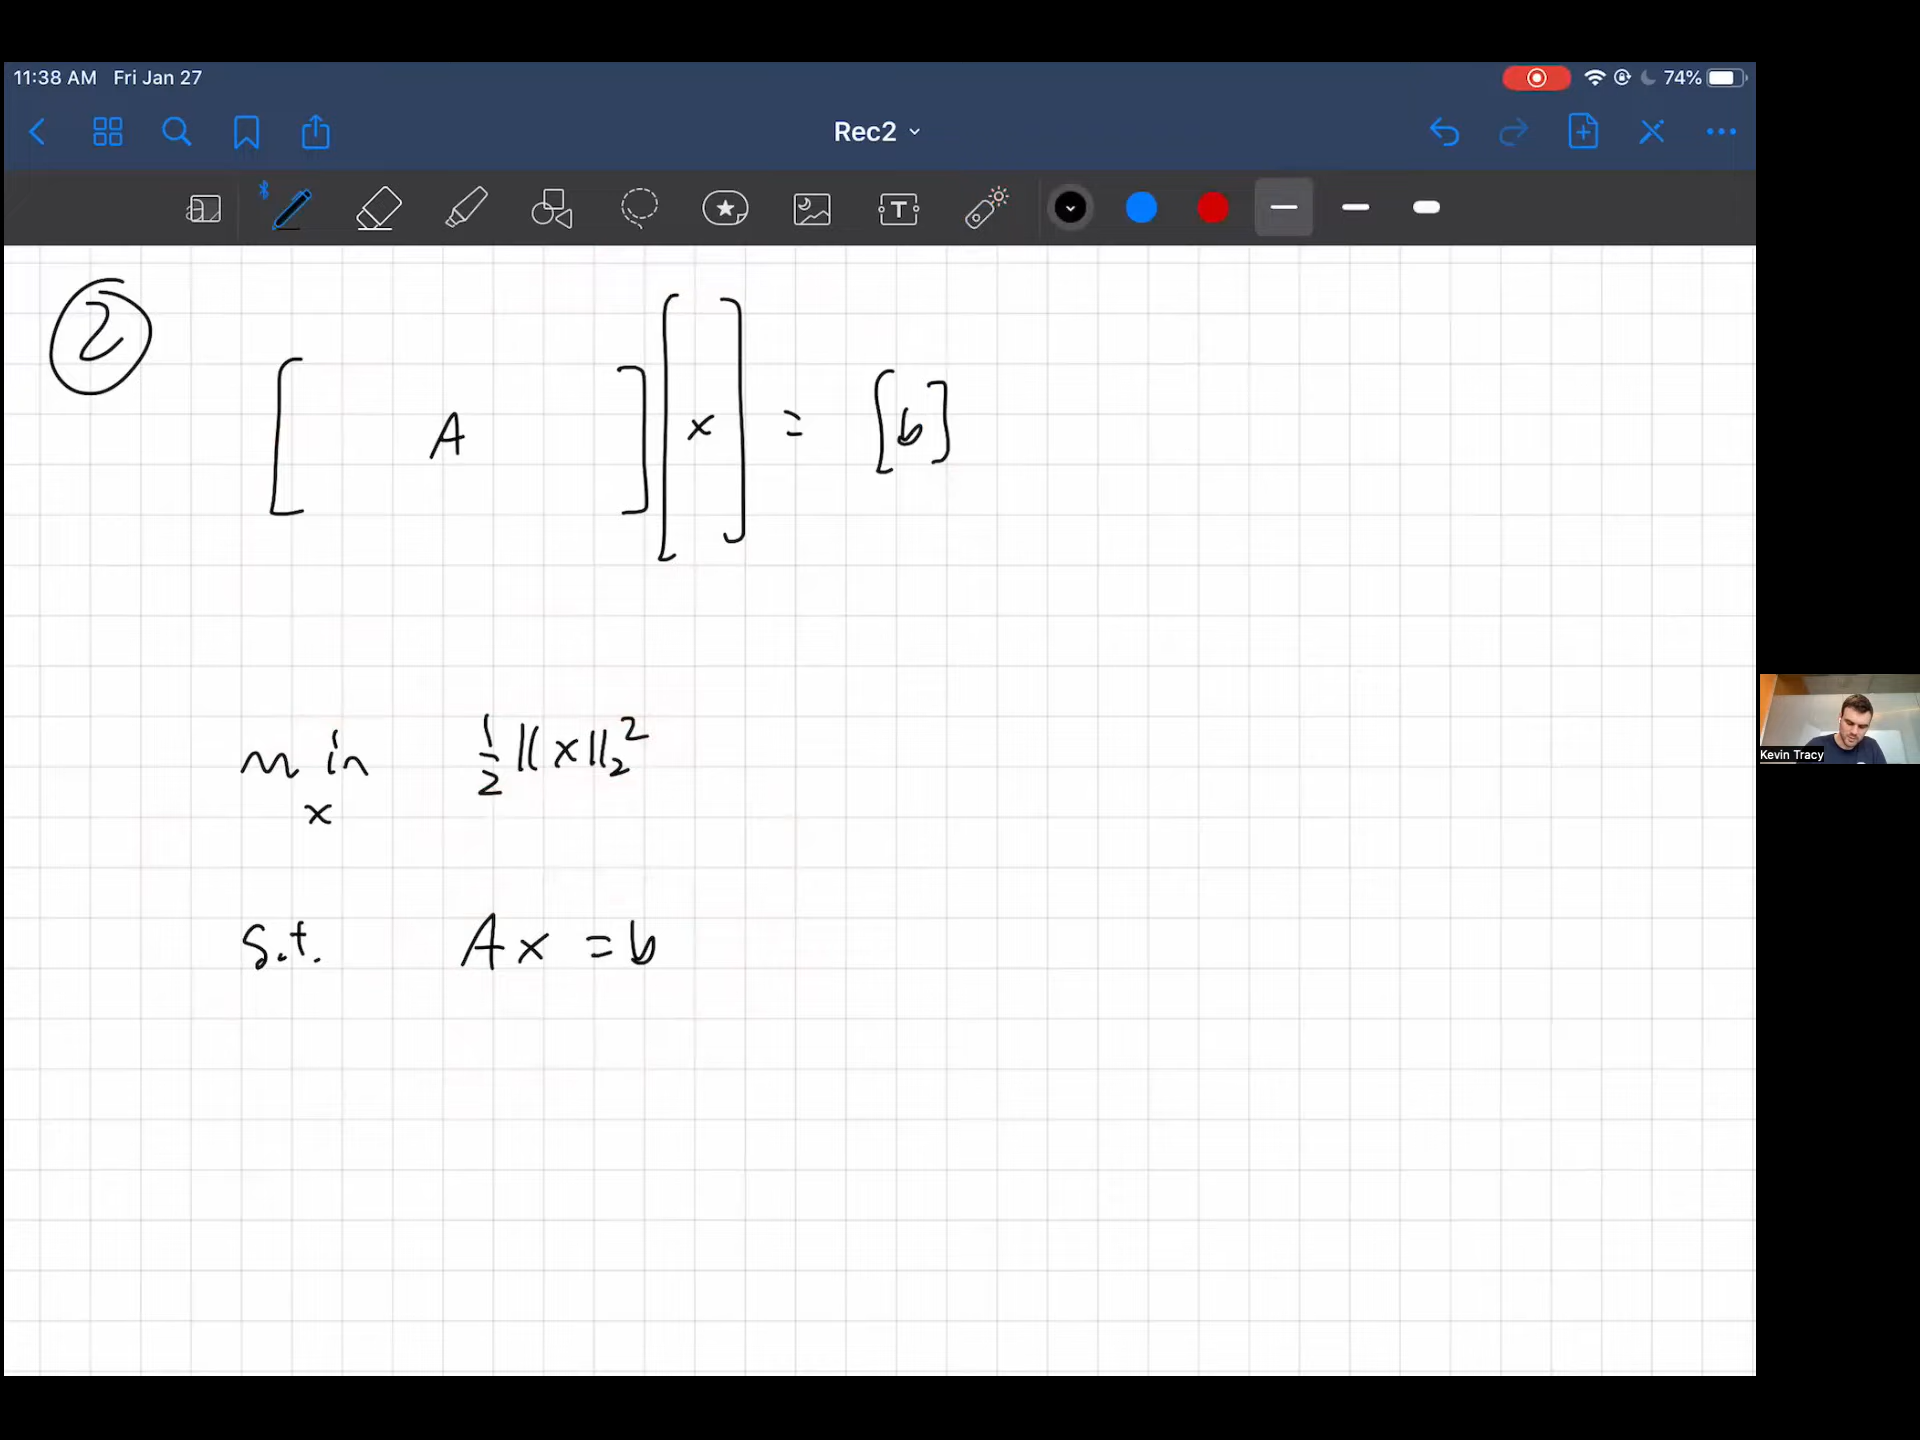 11:38 AM Fri Jan 27 74%
Rec2
T
2
[ A ] [ x ] = [ b ]
min 1/2 ||x||₂²
x
s.t. Ax = b
Kevin Tracy